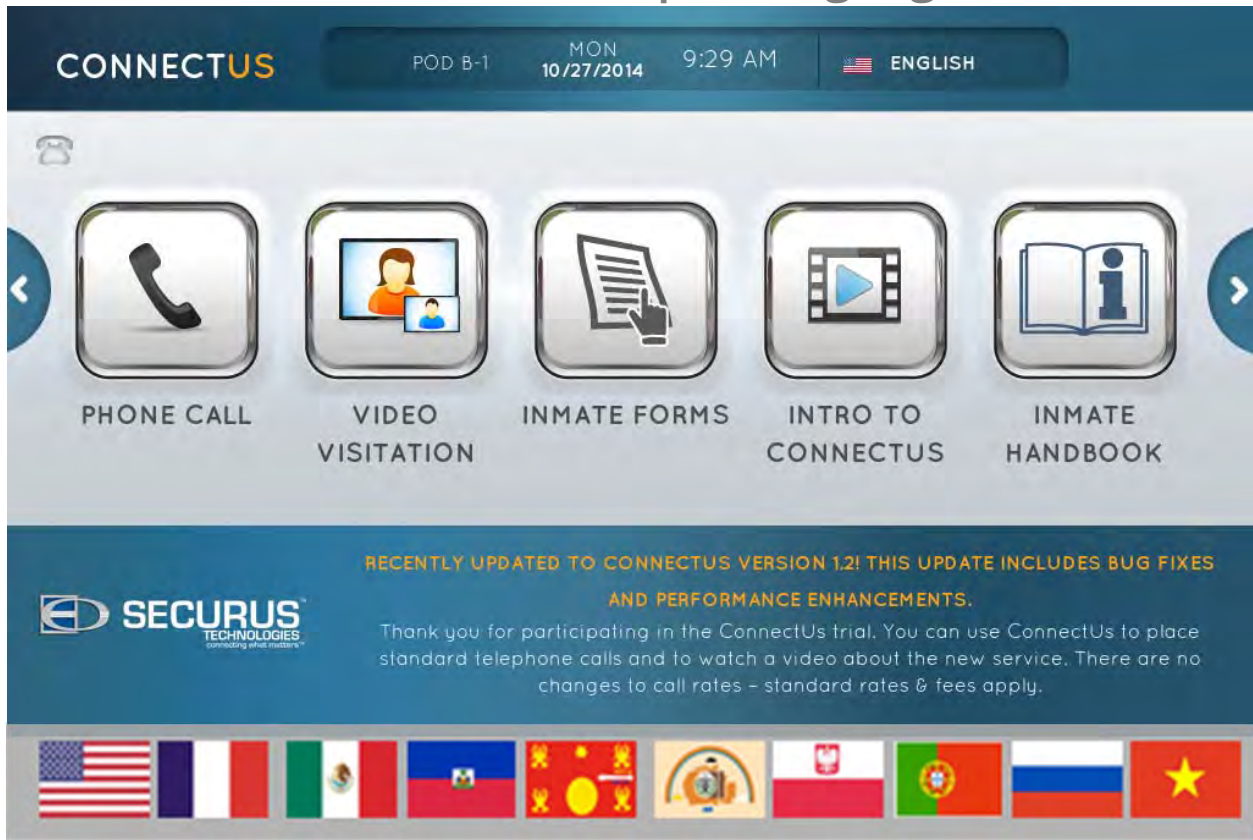 CONNECTUS
POD B-1
MON
10/27/2014
9:29 AM
ENGLISH
PHONE CALL
VIDEO
VISITATION
INMATE FORMS
INTRO TO
CONNECTUS
INMATE
HANDBOOK
SECURUS
TECHNOLOGIES
connecting what matters™
RECENTLY UPDATED TO CONNECTUS VERSION 1.2! THIS UPDATE INCLUDES BUG FIXES
AND PERFORMANCE ENHANCEMENTS.
Thank you for participating in the ConnectUs trial. You can use ConnectUs to place
standard telephone calls and to watch a video about the new service. There are no
changes to call rates – standard rates & fees apply.